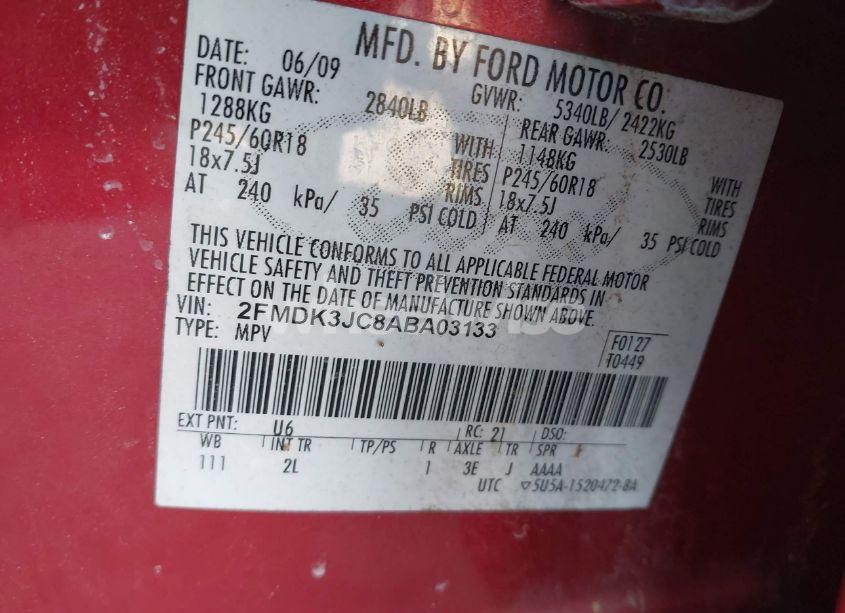 MFD. BY FORD MOTOR CO.
DATE: 06/09 GVWR: 5340LB/2422KG
FRONT GAWR: 2840LB REAR GAWR: 2530LB
1288KG WITH 1148KG WITH
P245/60R18 TIRES P245/60R18 TIRES
18x7.5J RIMS 18x7.5J RIMS
AT 240 kPa/ 35 PSI COLD AT 240 kPa/ 35 PSI COLD
THIS VEHICLE CONFORMS TO ALL APPLICABLE FEDERAL MOTOR
VEHICLE SAFETY AND THEFT PREVENTION STANDARDS IN
EFFECT ON THE DATE OF MANUFACTURE SHOWN ABOVE.
VIN: 2FMDK3JC8ABA03133
TYPE: MPV
F0127
T0449
EXT PNT: U6 RC: 21 DSO:
WB INT TR TP/PS R AXLE TR SPR
111 2L 1 3E J AAAA
UTC ▽5U5A-1520472-BA